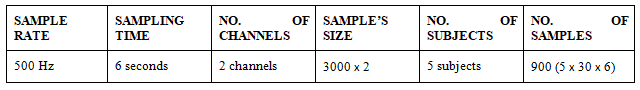 SAMPLE RATE | SAMPLING TIME | NO. OF CHANNELS | SAMPLE'S SIZE | NO. OF SUBJECTS | NO. OF SAMPLES
500 Hz | 6 seconds | 2 channels | 3000 x 2 | 5 subjects | 900 (5 x 30 x 6)